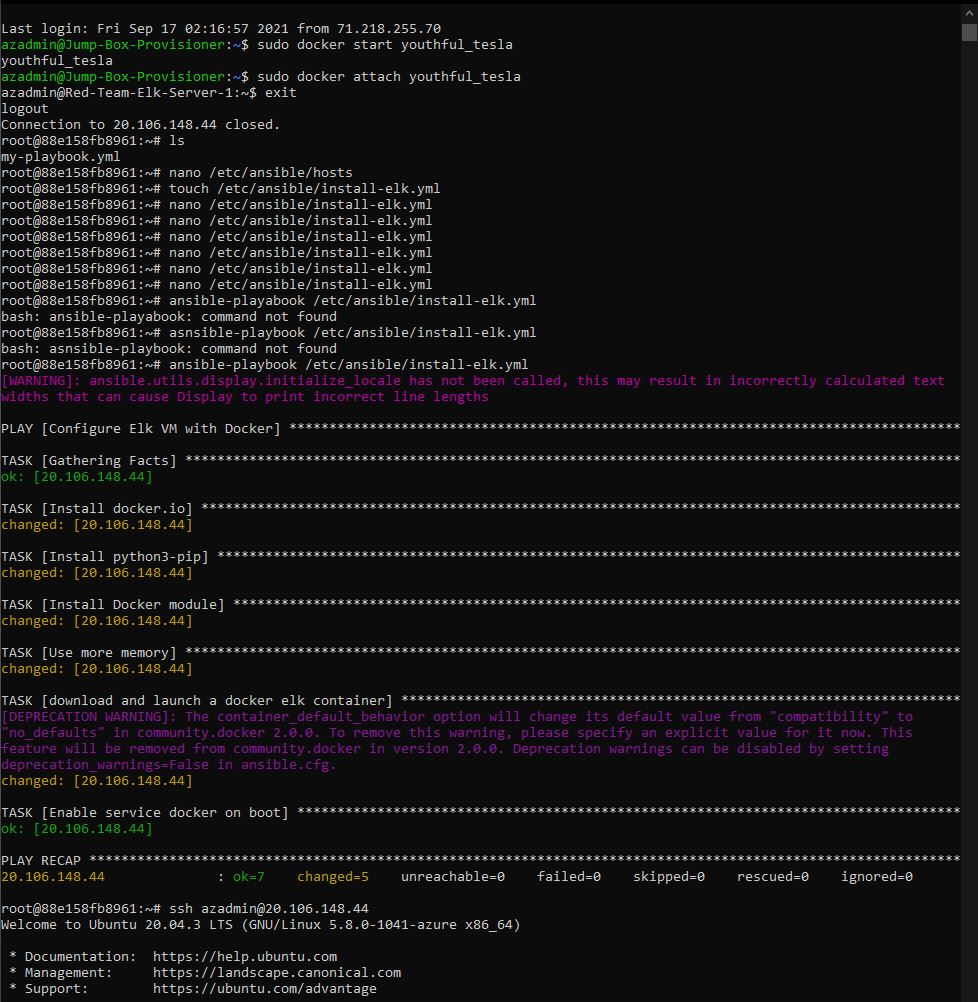 Last login: Fri Sep 17 02:16:57 2021 from 71.218.255.70
azadmin@Jump-Box-Provisioner:~$ sudo docker start youthful_tesla
youthful_tesla
azadmin@Jump-Box-Provisioner:~$ sudo docker attach youthful_tesla
azadmin@Red-Team-Elk-Server-1:~$ exit
logout
Connection to 20.106.148.44 closed.
root@88e158fb8961:~# ls
my-playbook.yml
root@88e158fb8961:~# nano /etc/ansible/hosts
root@88e158fb8961:~# touch /etc/ansible/install-elk.yml
root@88e158fb8961:~# nano /etc/ansible/install-elk.yml
root@88e158fb8961:~# nano /etc/ansible/install-elk.yml
root@88e158fb8961:~# nano /etc/ansible/install-elk.yml
root@88e158fb8961:~# nano /etc/ansible/install-elk.yml
root@88e158fb8961:~# nano /etc/ansible/install-elk.yml
root@88e158fb8961:~# nano /etc/ansible/install-elk.yml
root@88e158fb8961:~# ansible-playabook /etc/ansible/install-elk.yml
bash: ansible-playabook: command not found
root@88e158fb8961:~# asnsible-playbook /etc/ansible/install-elk.yml
bash: asnsible-playbook: command not found
root@88e158fb8961:~# ansible-playbook /etc/ansible/install-elk.yml
[WARNING]: ansible.utils.display.initialize_locale has not been called, this may result in incorrectly calculated text
widths that can cause Display to print incorrect line lengths
PLAY [Configure Elk VM with Docker] ************************************************************************************
TASK [Gathering Facts] *************************************************************************************************
ok: [20.106.148.44]
TASK [Install docker.io] ***********************************************************************************************
changed: [20.106.148.44]
TASK [Install python3-pip] *********************************************************************************************
changed: [20.106.148.44]
TASK [Install Docker module] *******************************************************************************************
changed: [20.106.148.44]
TASK [Use more memory] *************************************************************************************************
changed: [20.106.148.44]
TASK [download and launch a docker elk container] **********************************************************************
[DEPRECATION WARNING]: The container_default_behavior option will change its default value from "compatibility" to
"no_defaults" in community.docker 2.0.0. To remove this warning, please specify an explicit value for it now. This
feature will be removed from community.docker in version 2.0.0. Deprecation warnings can be disabled by setting
deprecation_warnings=False in ansible.cfg.
changed: [20.106.148.44]
TASK [Enable service docker on boot] ***********************************************************************************
ok: [20.106.148.44]
PLAY RECAP *************************************************************************************************************
20.106.148.44              : ok=7    changed=5    unreachable=0    failed=0    skipped=0    rescued=0    ignored=0
root@88e158fb8961:~# ssh azadmin@20.106.148.44
Welcome to Ubuntu 20.04.3 LTS (GNU/Linux 5.8.0-1041-azure x86_64)
* Documentation:  https://help.ubuntu.com
* Management:     https://landscape.canonical.com
* Support:        https://ubuntu.com/advantage